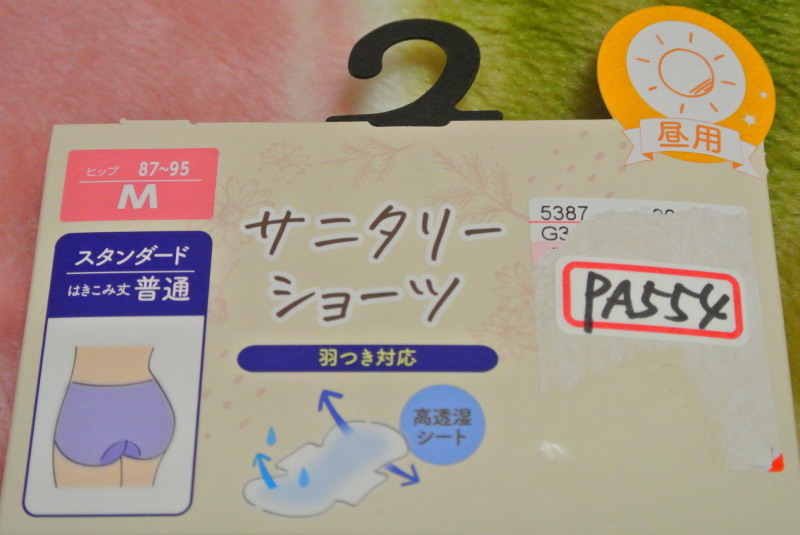 昼用
ヒップ 87~95
M
サニタリー
ショーツ
スタンダード
はきこみ丈 普通
羽つき対応
高透湿
シート
5387
G3
PA554